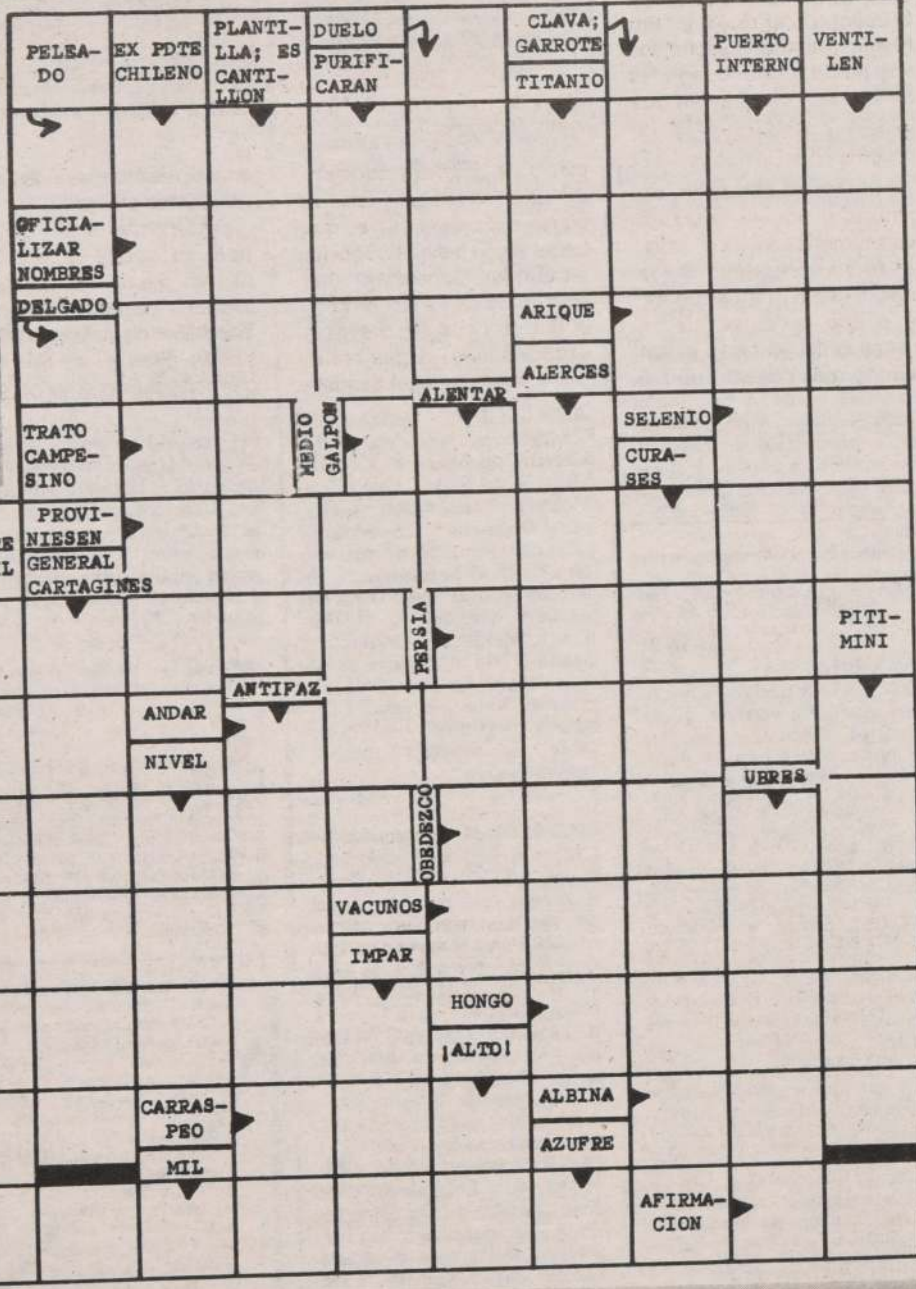 PELEA-
DO
EX PDTE
CHILENO
PLANTI-
LLA; ES
CANTI-
LLON
DUELO
PURIFI-
CARAN
CLAVA;
GARROTE
TITANIO
PUERTO
INTERNO
VENTI-
LEN
OFICIA-
LIZAR
NOMBRES
DELGADO
ARIQUE
ALERCES
TRATO
CAMPE-
SINO
MEDIO
GALPON
ALENTAR
SELENIO
CURA-
SES
PROVI-
NIESEN
GENERAL
CARTAGINES
PERSIA
PITI-
MINI
ANDAR
NIVEL
ANTIFAZ
OBEDEZCO
UBRES
VACUNOS
IMPAR
HONGO
¡ALTO!
CARRAS-
PEO
MIL
ALBINA
AZUFRE
AFIRMA-
CION